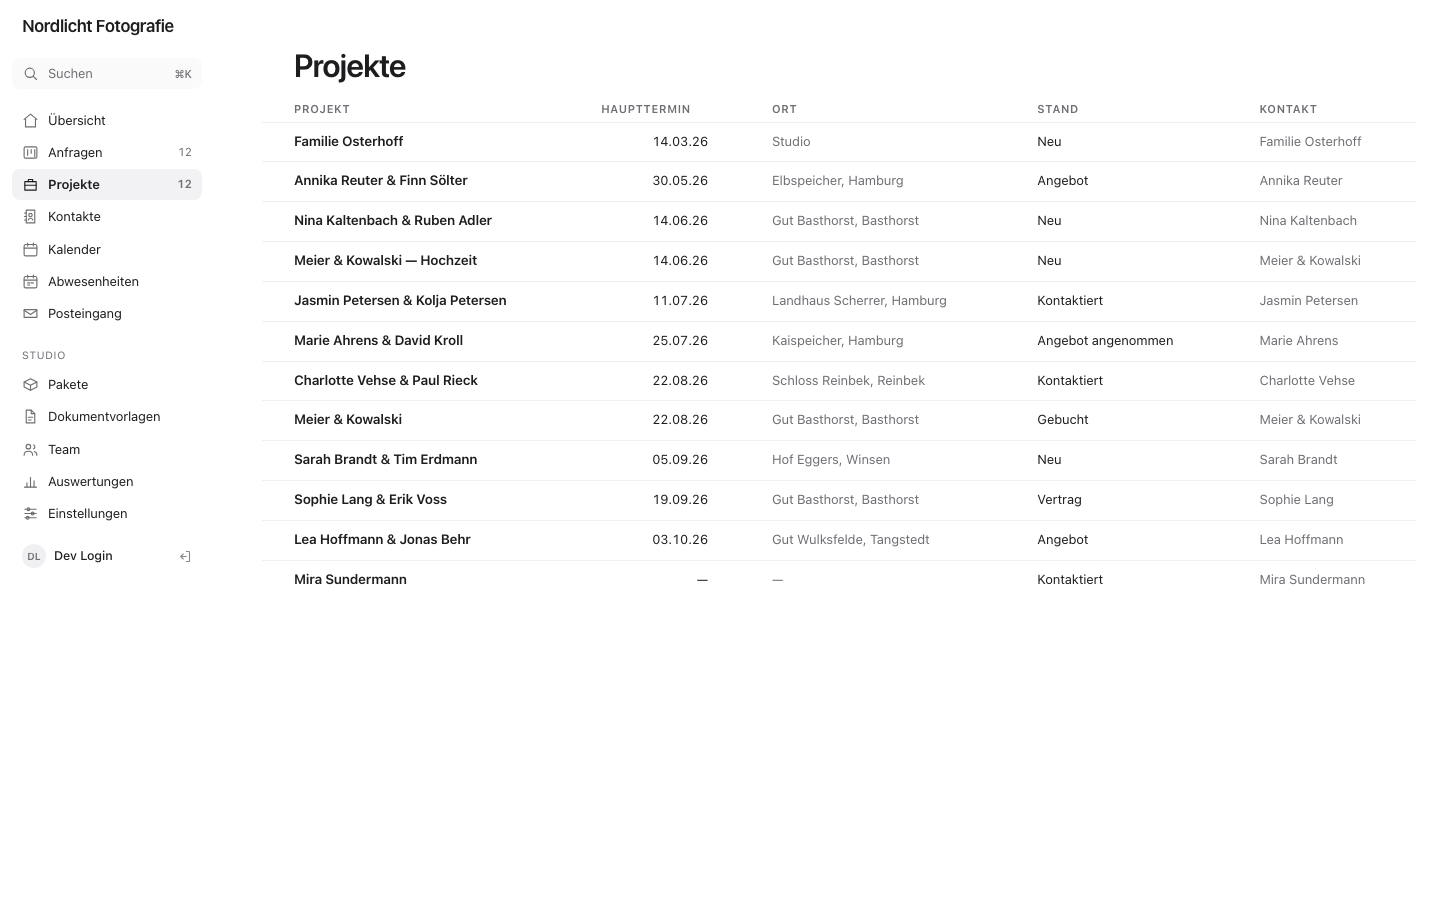 Nordlicht Fotografie
Suchen ⌘K
Übersicht
Anfragen 12
Projekte 12
Kontakte
Kalender
Abwesenheiten
Posteingang
STUDIO
Pakete
Dokumentvorlagen
Team
Auswertungen
Einstellungen
DL Dev Login
Projekte
PROJEKT HAUPTTERMIN ORT STAND KONTAKT
Familie Osterhoff 14.03.26 Studio Neu Familie Osterhoff
Annika Reuter & Finn Sölter 30.05.26 Elbspeicher, Hamburg Angebot Annika Reuter
Nina Kaltenbach & Ruben Adler 14.06.26 Gut Basthorst, Basthorst Neu Nina Kaltenbach
Meier & Kowalski — Hochzeit 14.06.26 Gut Basthorst, Basthorst Neu Meier & Kowalski
Jasmin Petersen & Kolja Petersen 11.07.26 Landhaus Scherrer, Hamburg Kontaktiert Jasmin Petersen
Marie Ahrens & David Kroll 25.07.26 Kaispeicher, Hamburg Angebot angenommen Marie Ahrens
Charlotte Vehse & Paul Rieck 22.08.26 Schloss Reinbek, Reinbek Kontaktiert Charlotte Vehse
Meier & Kowalski 22.08.26 Gut Basthorst, Basthorst Gebucht Meier & Kowalski
Sarah Brandt & Tim Erdmann 05.09.26 Hof Eggers, Winsen Neu Sarah Brandt
Sophie Lang & Erik Voss 19.09.26 Gut Basthorst, Basthorst Vertrag Sophie Lang
Lea Hoffmann & Jonas Behr 03.10.26 Gut Wulksfelde, Tangstedt Angebot Lea Hoffmann
Mira Sundermann — — Kontaktiert Mira Sundermann